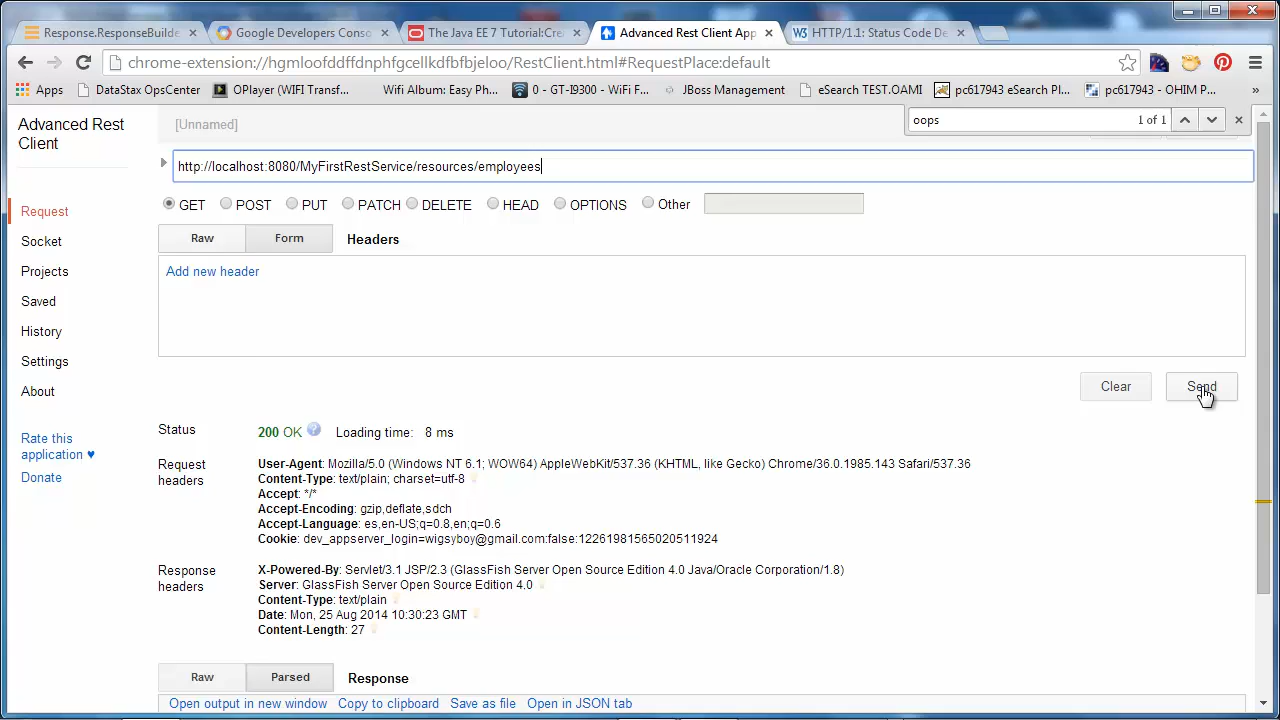 Response.ResponseBuilde
Google Developers Conso
The Java EE 7 Tutorial:Cre
Advanced Rest Client App
HTTP/1.1: Status Code De
chrome-extension://hgmloofddffdnphfgcellkdfbfbjeloo/RestClient.html#RequestPlace:default
Apps
DataStax OpsCenter
OPlayer (WIFI Transf...
Wifi Album: Easy Ph...
0 - GT-I9300 - WiFi F...
JBoss Management
eSearch TEST.OAMI
pc617943 eSearch Pl...
pc617943 - OHIM P...
»
oops
1 of 1
Advanced Rest
Client
[Unnamed]
http://localhost:8080/MyFirstRestService/resources/employees
GET POST PUT PATCH DELETE HEAD OPTIONS Other
Raw Form Headers
Add new header
Request
Socket
Projects
Saved
History
Settings
About
Rate this
application ♥
Donate
Clear Send
Status 200 OK Loading time: 8 ms
Request
headers
User-Agent: Mozilla/5.0 (Windows NT 6.1; WOW64) AppleWebKit/537.36 (KHTML, like Gecko) Chrome/36.0.1985.143 Safari/537.36
Content-Type: text/plain; charset=utf-8
Accept: */*
Accept-Encoding: gzip,deflate,sdch
Accept-Language: es,en-US;q=0.8,en;q=0.6
Cookie: dev_appserver_login=wigsyboy@gmail.com:false:12261981565020511924
Response
headers
X-Powered-By: Servlet/3.1 JSP/2.3 (GlassFish Server Open Source Edition 4.0 Java/Oracle Corporation/1.8)
Server: GlassFish Server Open Source Edition 4.0
Content-Type: text/plain
Date: Mon, 25 Aug 2014 10:30:23 GMT
Content-Length: 27
Raw Parsed Response
Open output in new window Copy to clipboard Save as file Open in JSON tab